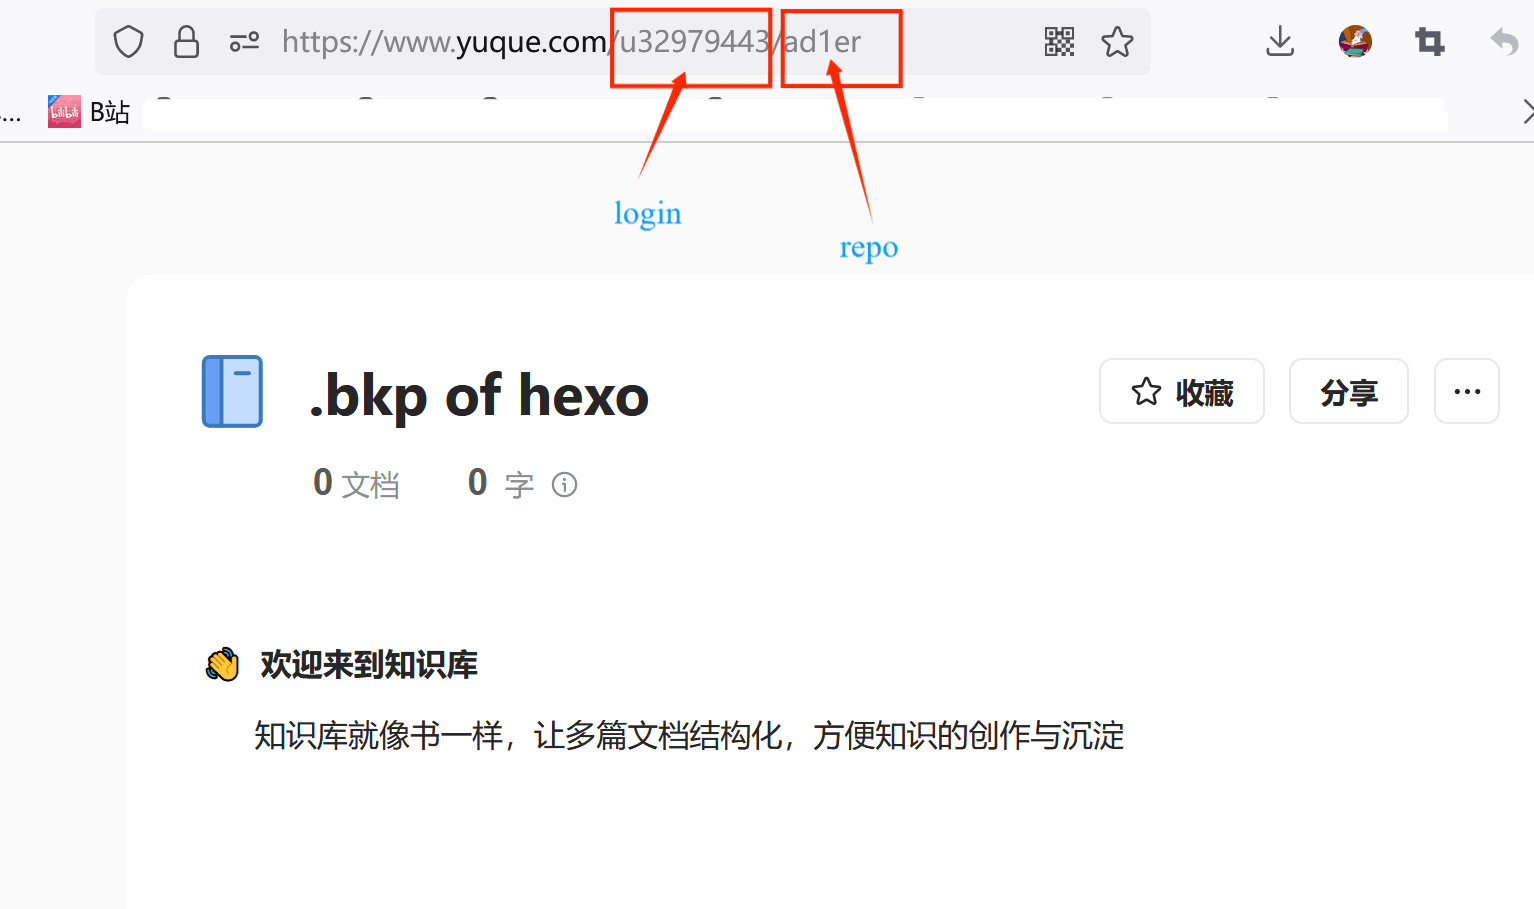 https://www.yuque.com/u32979443/ad1er
... bilibili B站
login
repo
.bkp of hexo
收藏
分享
...
0 文档 0 字
欢迎来到知识库
知识库就像书一样，让多篇文档结构化，方便知识的创作与沉淀